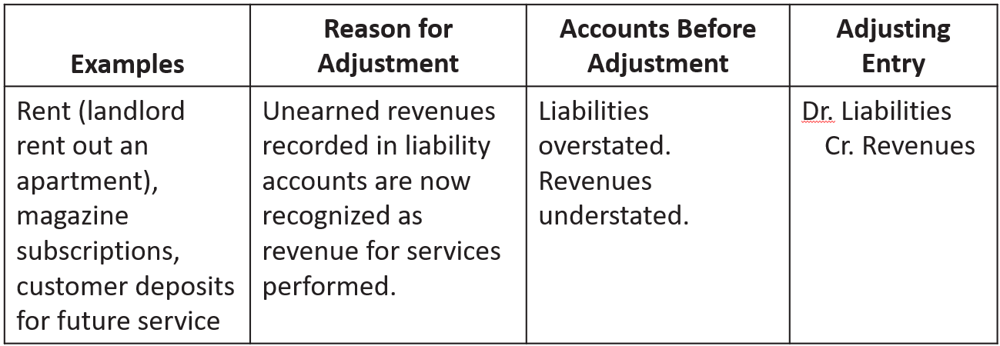 Examples
Reason for
Adjustment
Accounts Before
Adjustment
Adjusting
Entry
Rent (landlord
rent out an
apartment),
magazine
subscriptions,
customer deposits
for future service
Unearned revenues
recorded in liability
accounts are now
recognized as
revenue for services
performed.
Liabilities
overstated.
Revenues
understated.
Dr. Liabilities
Cr. Revenues